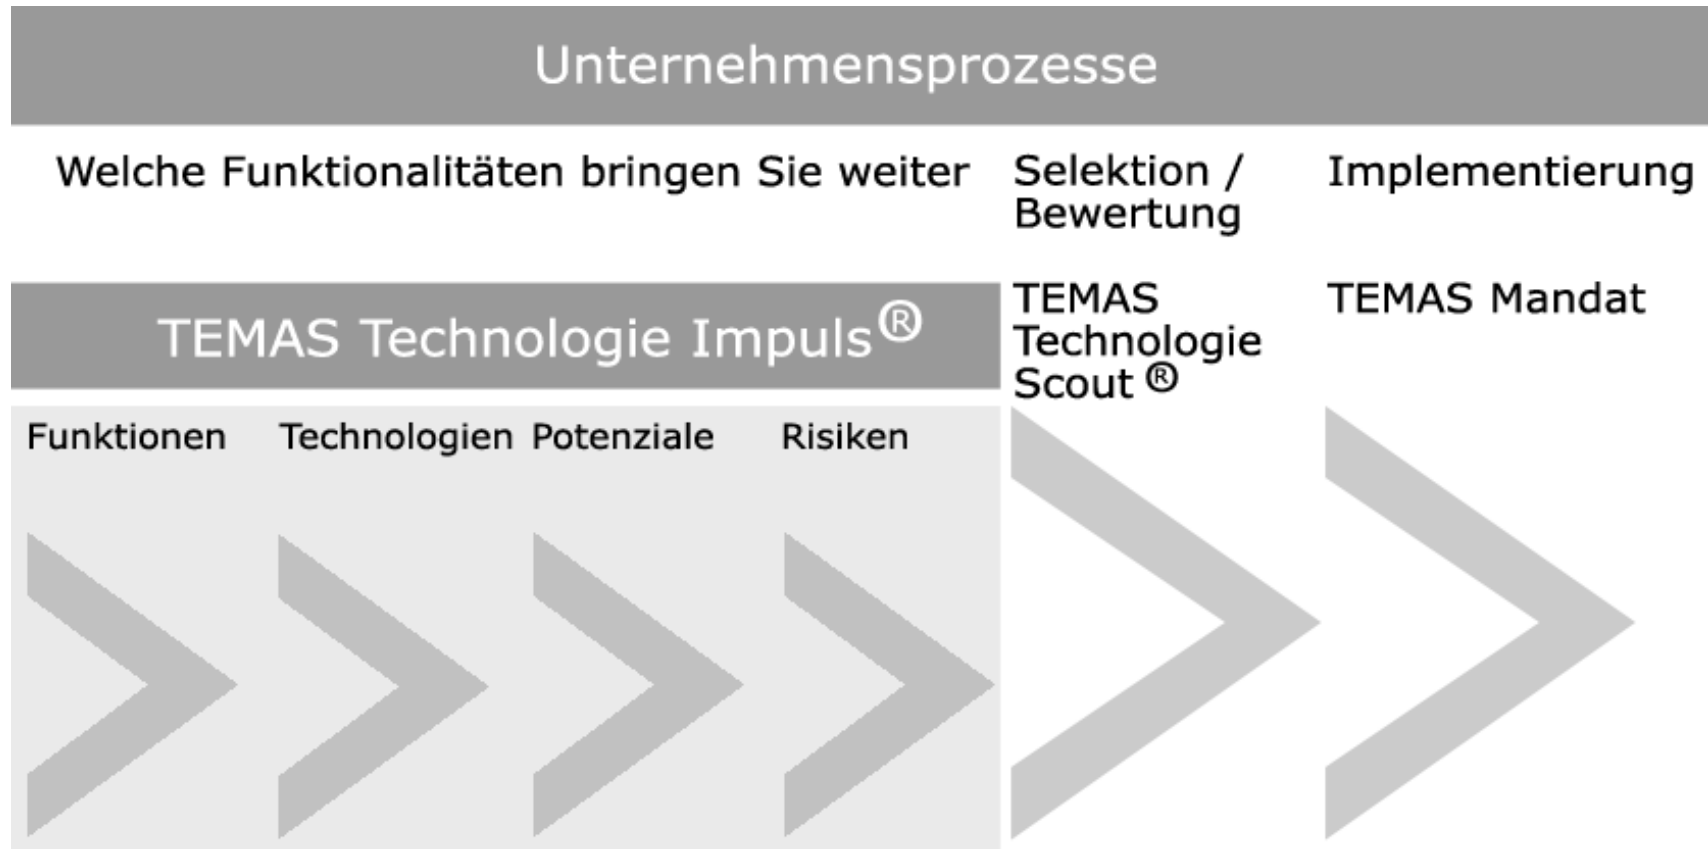 Unternehmensprozesse
Welche Funktionalitäten bringen Sie weiter
Selektion /
Bewertung
Implementierung
TEMAS Technologie Impuls®
TEMAS
Technologie
Scout ®
TEMAS Mandat
Funktionen
Technologien
Potenziale
Risiken